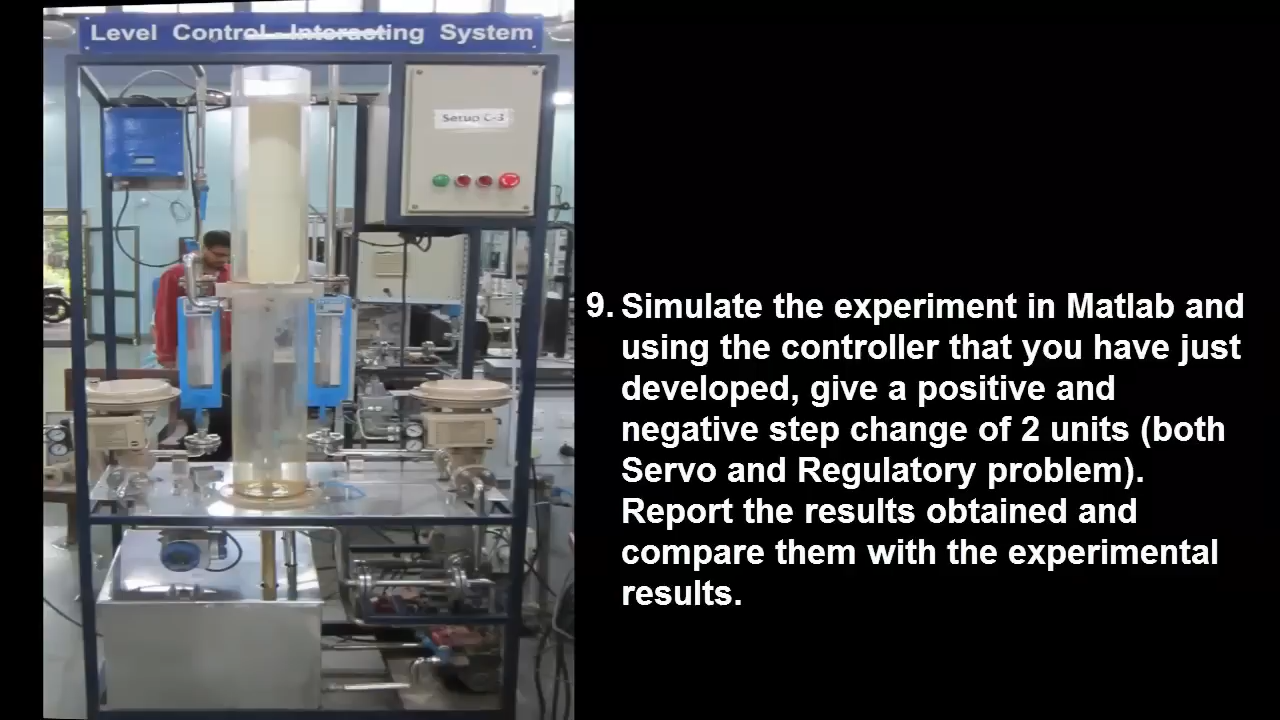 Level Control - Interacting System
Setup C-3
9. Simulate the experiment in Matlab and
using the controller that you have just
developed, give a positive and
negative step change of 2 units (both
Servo and Regulatory problem).
Report the results obtained and
compare them with the experimental
results.